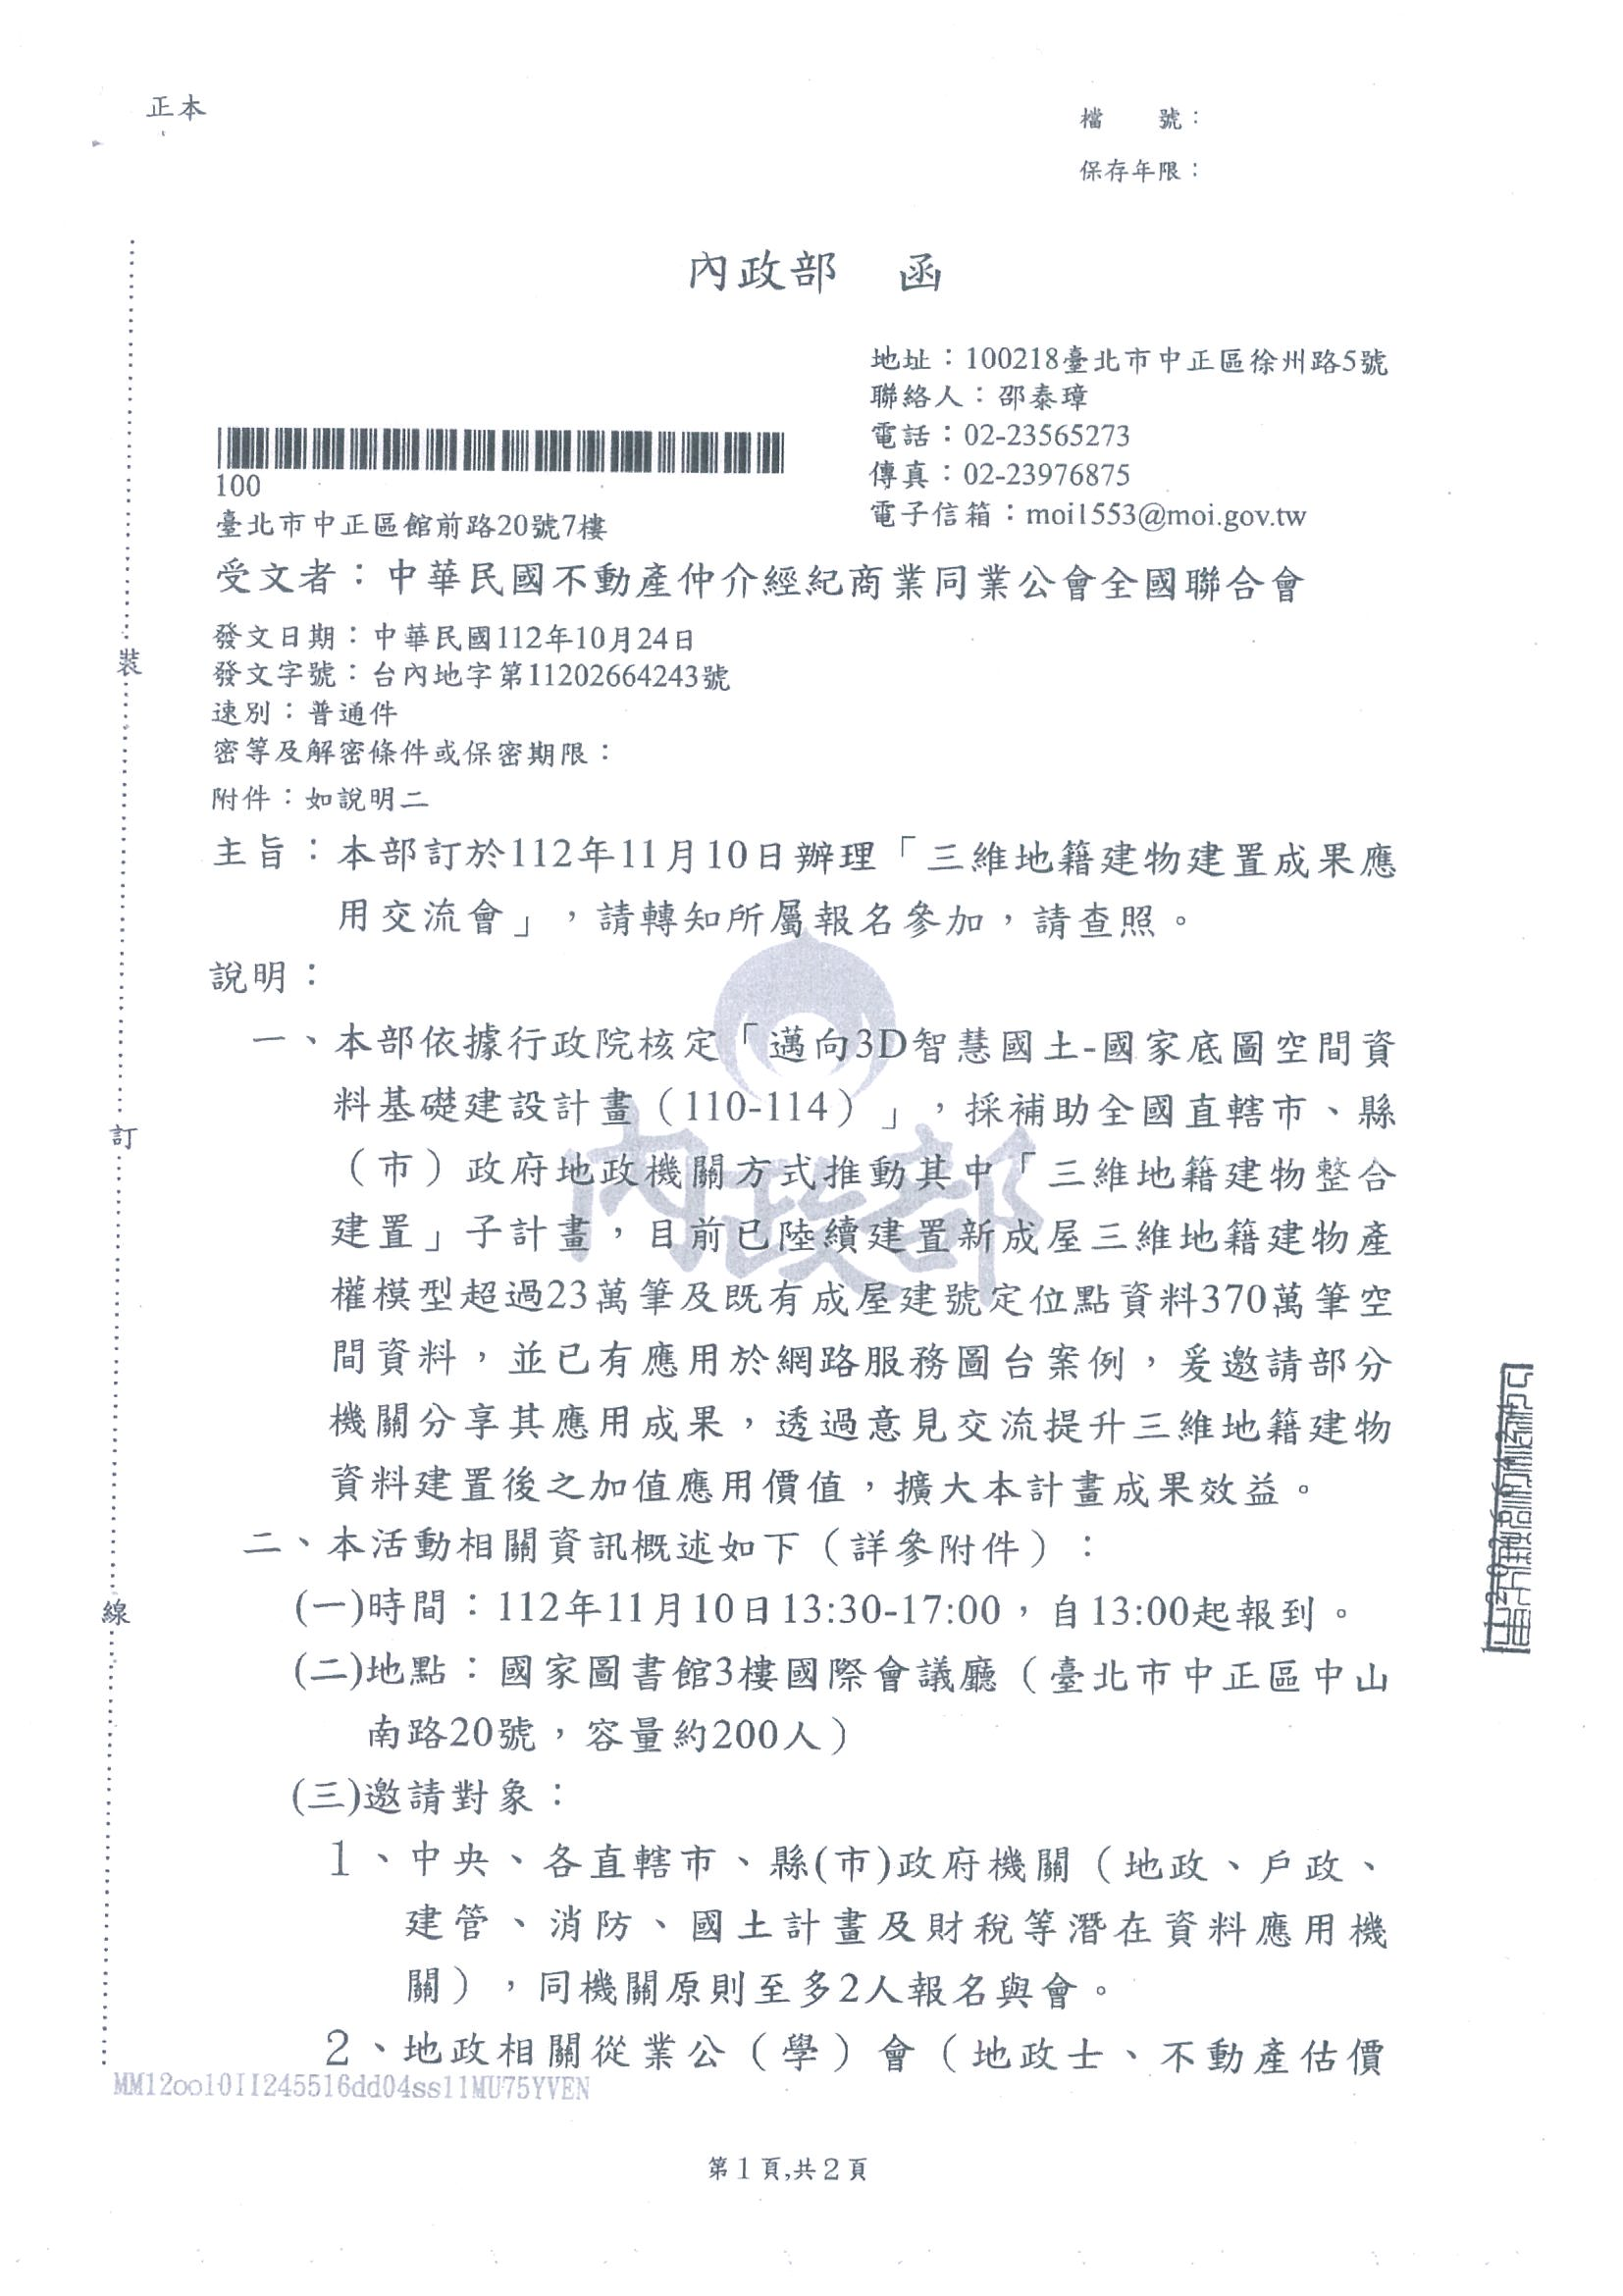 正本
檔　　號：
保存年限：
內政部　函
地址：100218臺北市中正區徐州路5號
聯絡人：邵泰璋
電話：02-23565273
傳真：02-23976875
電子信箱：moi1553@moi.gov.tw
100
臺北市中正區館前路20號7樓
受文者：中華民國不動產仲介經紀商業同業公會全國聯合會
發文日期：中華民國112年10月24日
發文字號：台內地字第11202664243號
速別：普通件
密等及解密條件或保密期限：
附件：如說明二
主旨：本部訂於112年11月10日辦理「三維地籍建物建置成果應
用交流會」，請轉知所屬報名參加，請查照。
說明：
一、本部依據行政院核定「邁向3D智慧國土-國家底圖空間資
料基礎建設計畫（110-114）」，採補助全國直轄市、縣
（市）政府地政機關方式推動其中「三維地籍建物整合
建置」子計畫，目前已陸續建置新成屋三維地籍建物產
權模型超過23萬筆及既有成屋建號定位點資料370萬筆空
間資料，並已有應用於網路服務圖台案例，爰邀請部分
機關分享其應用成果，透過意見交流提升三維地籍建物
資料建置後之加值應用價值，擴大本計畫成果效益。
二、本活動相關資訊概述如下（詳參附件）：
(一)時間：112年11月10日13:30-17:00，自13:00起報到。
(二)地點：國家圖書館3樓國際會議廳（臺北市中正區中山
南路20號，容量約200人）
(三)邀請對象：
1、中央、各直轄市、縣(市)政府機關（地政、戶政、
建管、消防、國土計畫及財稅等潛在資料應用機
關），同機關原則至多2人報名與會。
2、地政相關從業公（學）會（地政士、不動產估價
裝
訂
線
內政部
MM12oo10II245516dd04ss11MU75YVEN
第1頁,共2頁